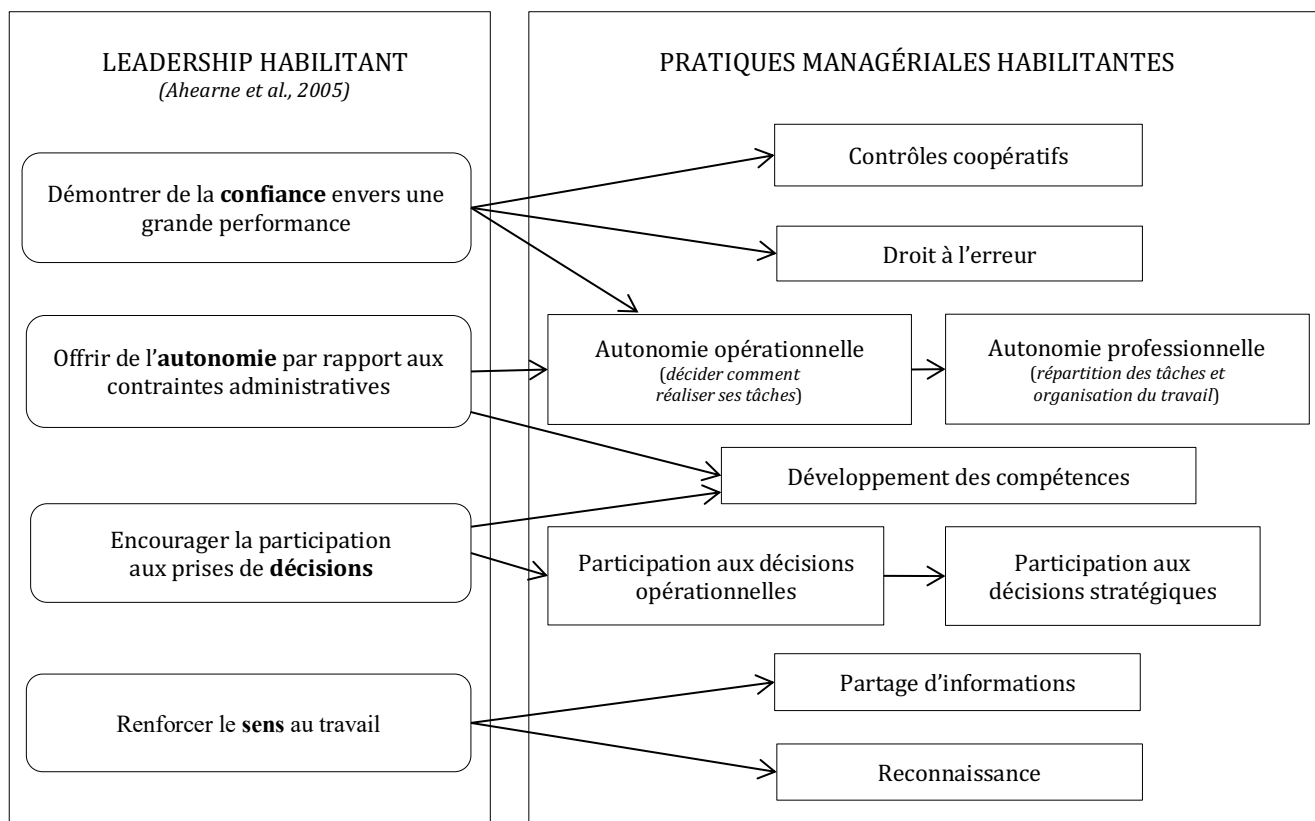 LEADERSHIP HABILITANT
(Ahearne et al., 2005)
Démontrer de la confiance envers une
grande performance
Offrir de l’autonomie par rapport aux
contraintes administratives
Encourager la participation
aux prises de décisions
Renforcer le sens au travail
PRATIQUES MANAGÉRIALES HABILITANTES
Contrôles coopératifs
Droit à l’erreur
Autonomie opérationnelle
(décider comment
réaliser ses tâches)
Autonomie professionnelle
(répartition des tâches et
organisation du travail)
Développement des compétences
Participation aux décisions
opérationnelles
Participation aux
décisions stratégiques
Partage d’informations
Reconnaissance